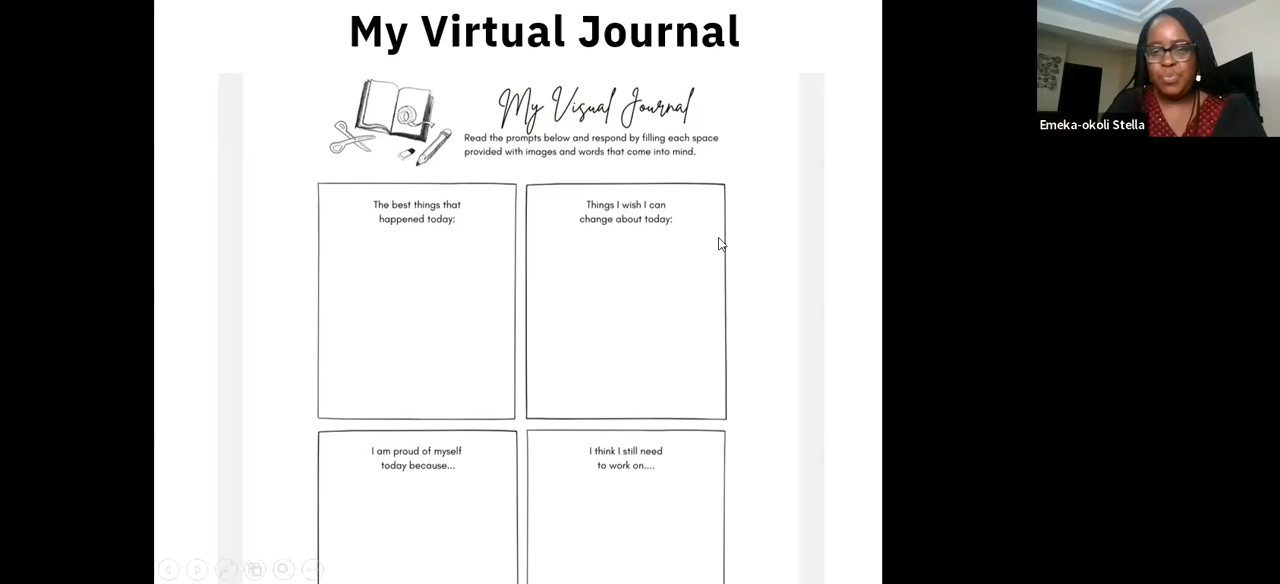 My Virtual Journal
My Visual Journal
Read the prompts below and respond by filling each space
provided with images and words that come into mind.
The best things that
happened today:
Things I wish I can
change about today:
I am proud of myself
today because...
I think I still need
to work on....
Emeka-okoli Stella